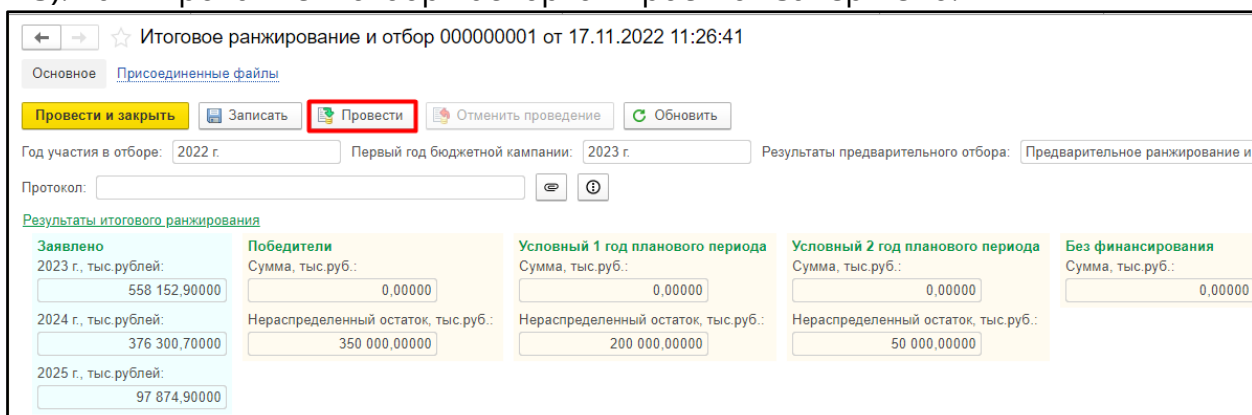 Итоговое ранжирование и отбор 000000001 от 17.11.2022 11:26:41
Основное Присоединенные файлы
Провести и закрыть Записать Провести Отменить проведение Обновить
Год участия в отборе: 2022 г. Первый год бюджетной кампании: 2023 г. Результаты предварительного отбора: Предварительное ранжирование и
Протокол:
Результаты итогового ранжирования
Заявлено Победители Условный 1 год планового периода Условный 2 год планового периода Без финансирования
2023 г., тыс.рублей: Сумма, тыс.руб.: Сумма, тыс.руб.: Сумма, тыс.руб.: Сумма, тыс.руб.:
558 152,90000 0,00000 0,00000 0,00000 0,00000
2024 г., тыс.рублей: Нераспределенный остаток, тыс.руб.: Нераспределенный остаток, тыс.руб.: Нераспределенный остаток, тыс.руб.:
376 300,70000 350 000,00000 200 000,00000 50 000,00000
2025 г., тыс.рублей:
97 874,90000